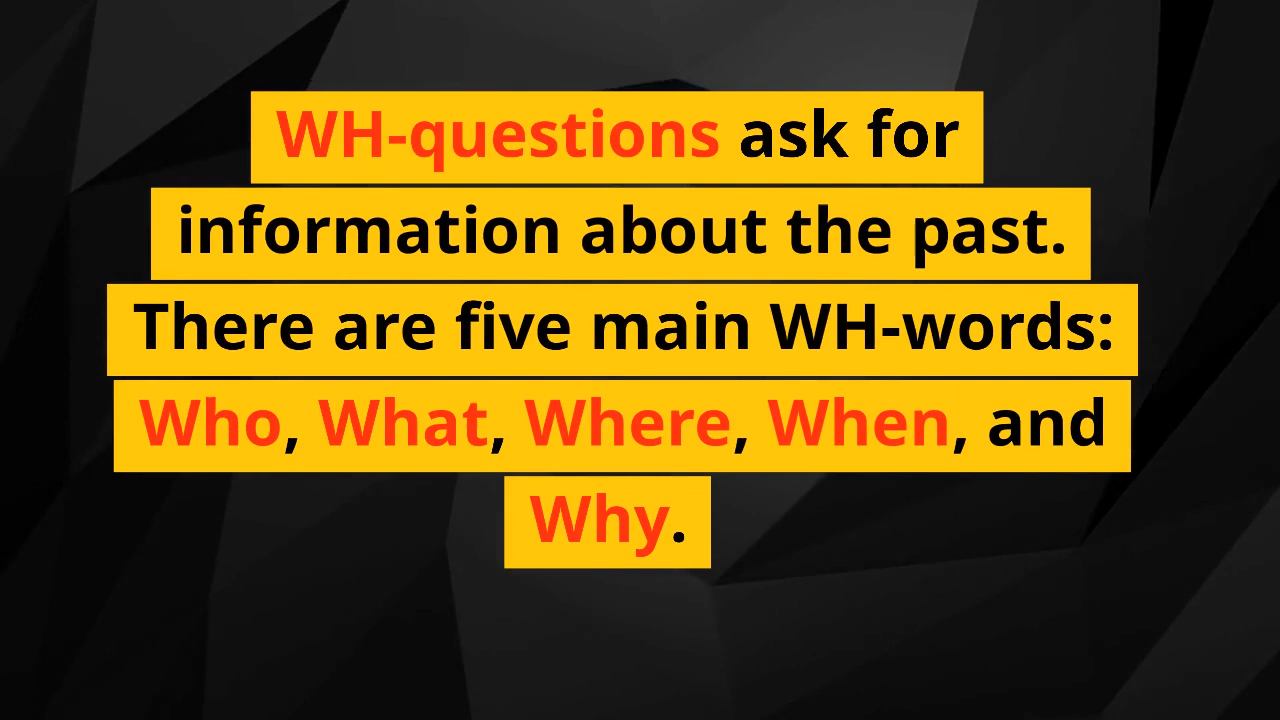 WH-questions ask for
information about the past.
There are five main WH-words:
Who, What, Where, When, and
Why.